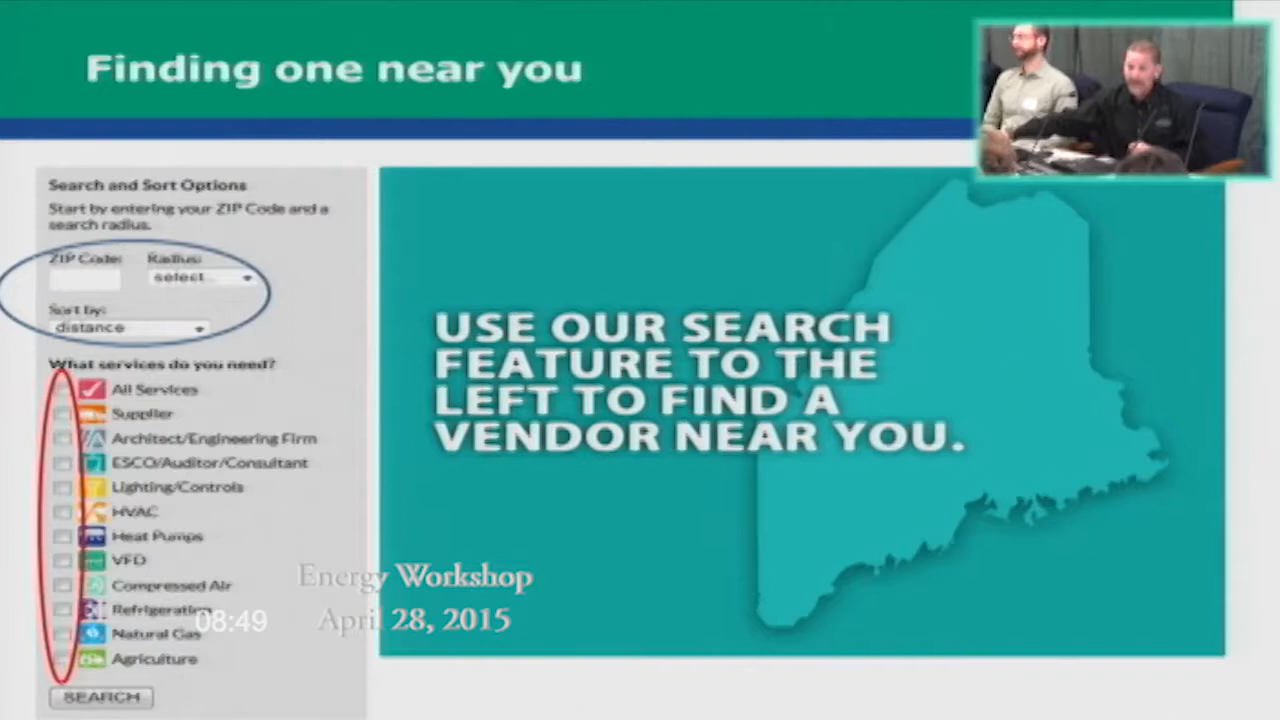 Finding one near you
Search and Sort Options
Start by entering your ZIP Code and a
search radius.
ZIP Code: Radius:
select...
Sort by:
distance
What services do you need?
All Services
Supplier
Architect/Engineering Firm
ESCO/Auditor/Consultant
Lighting/Controls
HVAC
Heat Pumps
VFD
Compressed Air
Refrigeration
Natural Gas
Agriculture
SEARCH
USE OUR SEARCH
FEATURE TO THE
LEFT TO FIND A
VENDOR NEAR YOU.
Energy Workshop
April 28, 2015
08:49